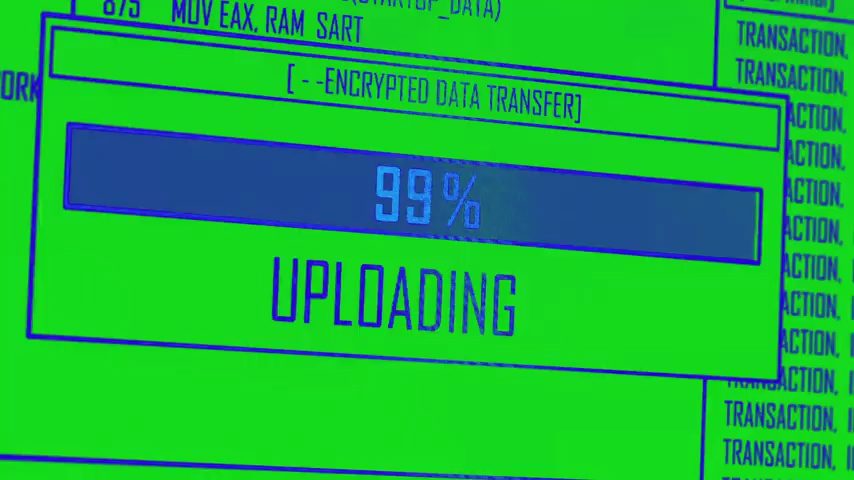 875 MOV EAX, RAM SART
[ - -ENCRYPTED DATA TRANSFER]
99%
UPLOADING
TRANSACTION,
TRANSACTION,
ACTION,
ACTION,
ACTION,
ACTION,
ACTION,
ACTION,
ACTION,
ACTION,
TRANSACTION,
TRANSACTION,